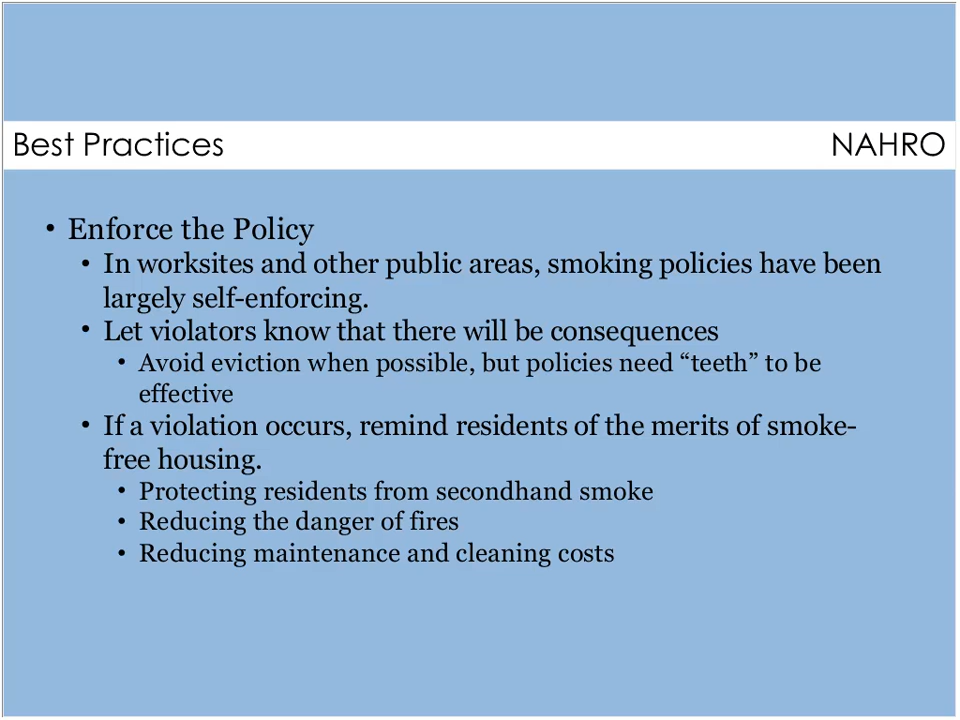 Best Practices NAHRO
• Enforce the Policy
• In worksites and other public areas, smoking policies have been
largely self-enforcing.
• Let violators know that there will be consequences
• Avoid eviction when possible, but policies need “teeth” to be
effective
• If a violation occurs, remind residents of the merits of smoke-
free housing.
• Protecting residents from secondhand smoke
• Reducing the danger of fires
• Reducing maintenance and cleaning costs